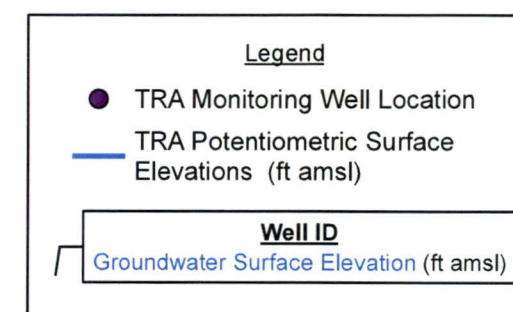 Legend
TRA Monitoring Well Location
TRA Potentiometric Surface
Elevations (ft amsl)
Well ID
Groundwater Surface Elevation (ft amsl)